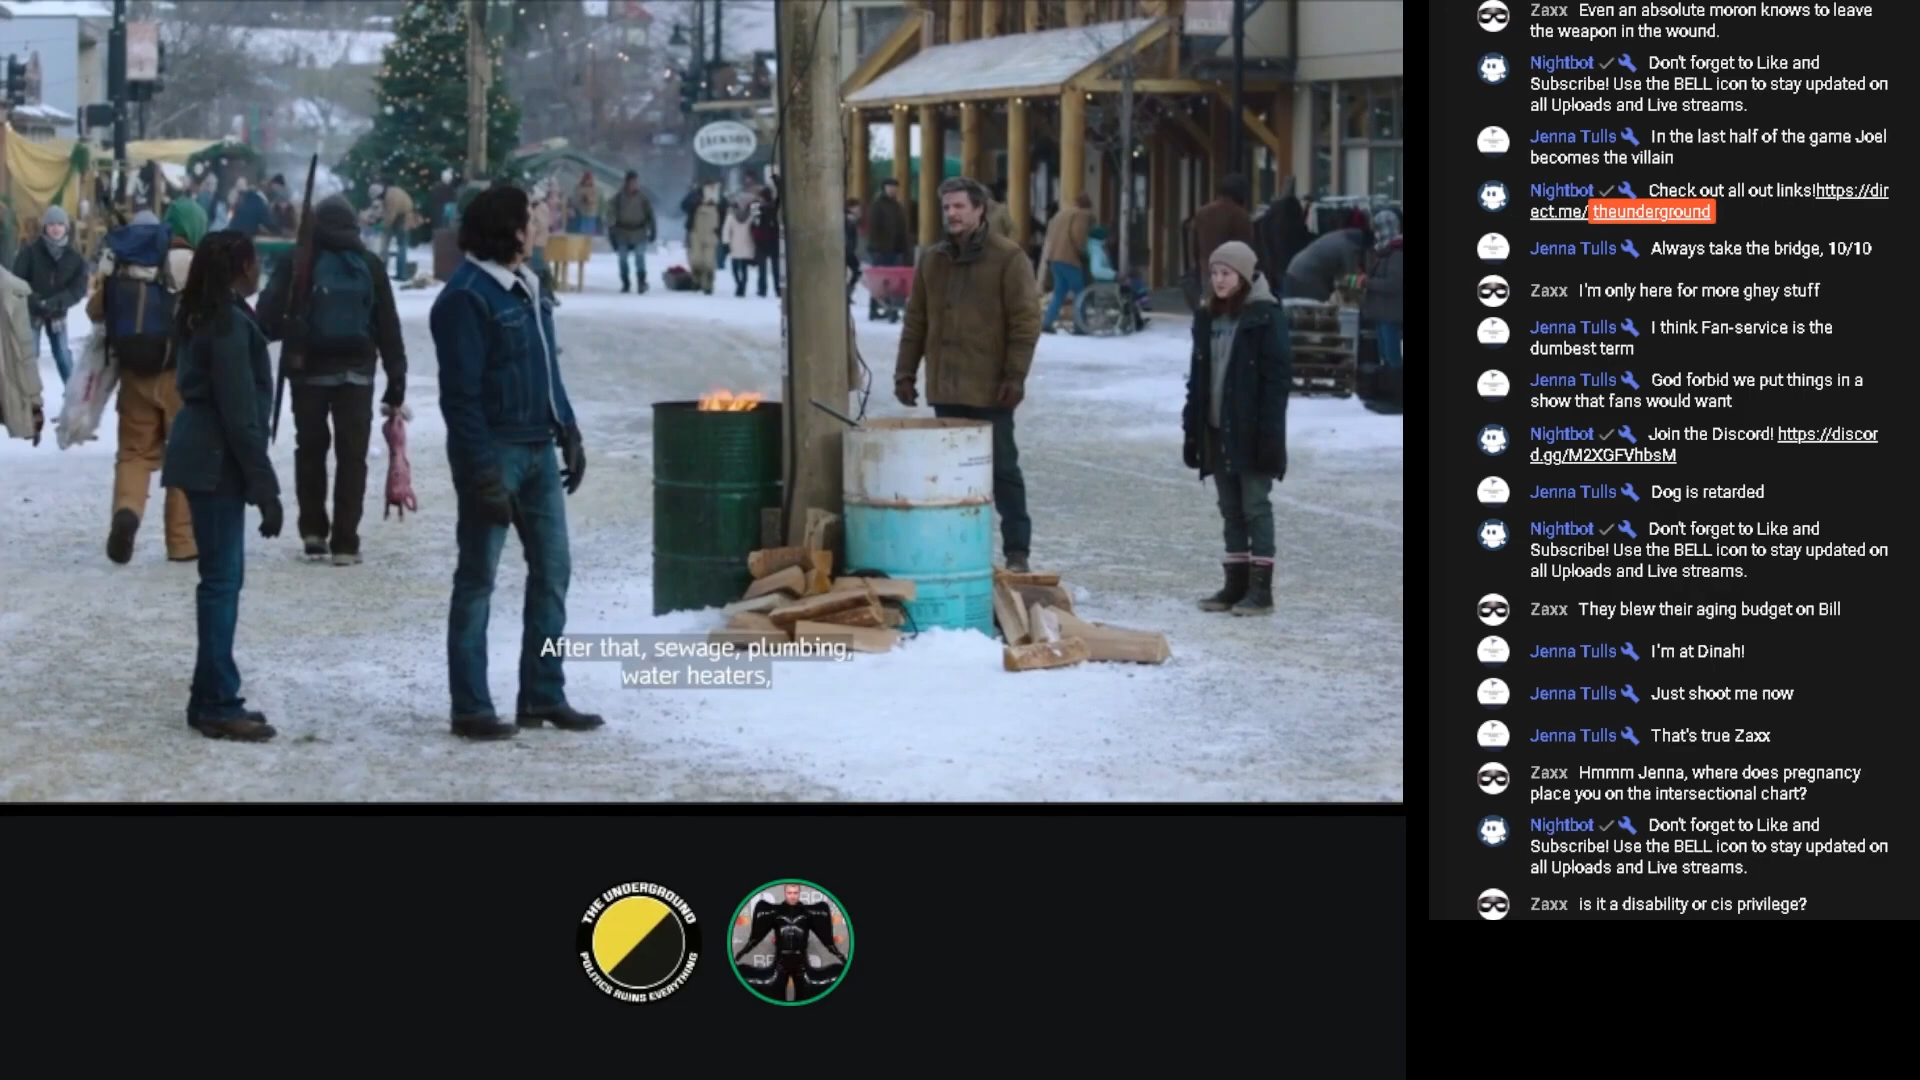 JACKSON
After that, sewage, plumbing,
water heaters,
THE UNDERGROUND
POLITICS RUINS EVERYTHING
Zaxx Even an absolute moron knows to leave
the weapon in the wound.
Nightbot Don't forget to Like and
Subscribe! Use the BELL icon to stay updated on
all Uploads and Live streams.
Jenna Tulls In the last half of the game Joel
becomes the villain
Nightbot Check out all out links!https://dir
ect.me/theunderground
Jenna Tulls Always take the bridge, 10/10
Zaxx I'm only here for more ghey stuff
Jenna Tulls I think Fan-service is the
dumbest term
Jenna Tulls God forbid we put things in a
show that fans would want
Nightbot Join the Discord! https://discor
d.gg/M2XGFVhbsM
Jenna Tulls Dog is retarded
Nightbot Don't forget to Like and
Subscribe! Use the BELL icon to stay updated on
all Uploads and Live streams.
Zaxx They blew their aging budget on Bill
Jenna Tulls I'm at Dinah!
Jenna Tulls Just shoot me now
Jenna Tulls That's true Zaxx
Zaxx Hmmm Jenna, where does pregnancy
place you on the intersectional chart?
Nightbot Don't forget to Like and
Subscribe! Use the BELL icon to stay updated on
all Uploads and Live streams.
Zaxx is it a disability or cis privilege?